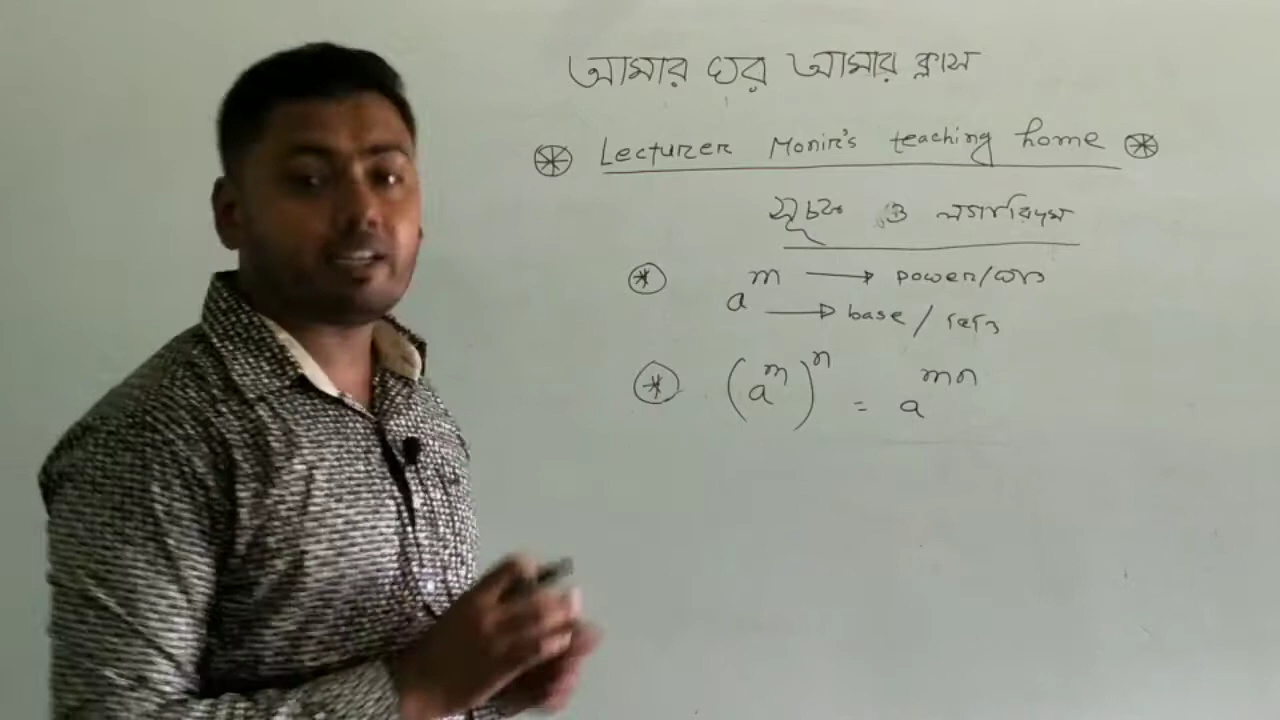 আমার ঘর আমার ক্লাস
Lecturer Monir's teaching home
সূচক ও লগারিদম
a^m → power/ঘাত
→ base / ভিত্তি
(a^m)^n = a^mn